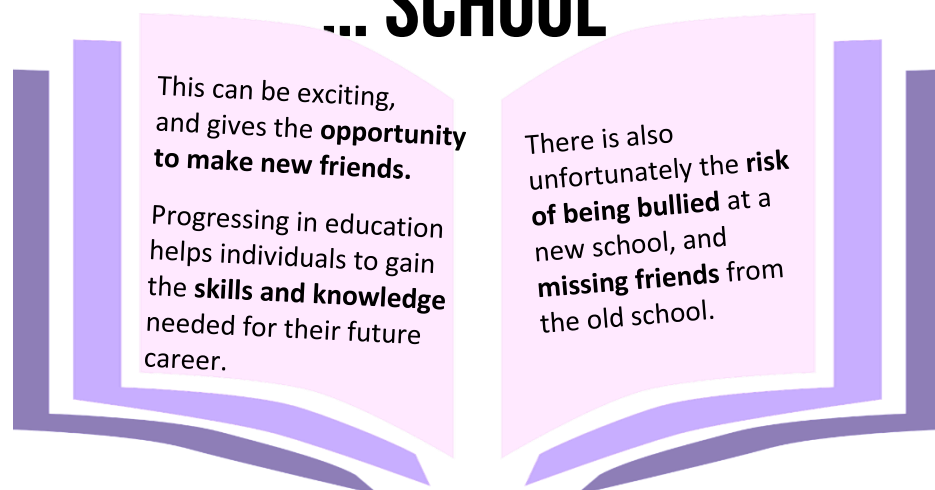 ... SCHOOL
This can be exciting,
and gives the opportunity
to make new friends.
Progressing in education
helps individuals to gain
the skills and knowledge
needed for their future
career.
There is also
unfortunately the risk
of being bullied at a
new school, and
missing friends from
the old school.